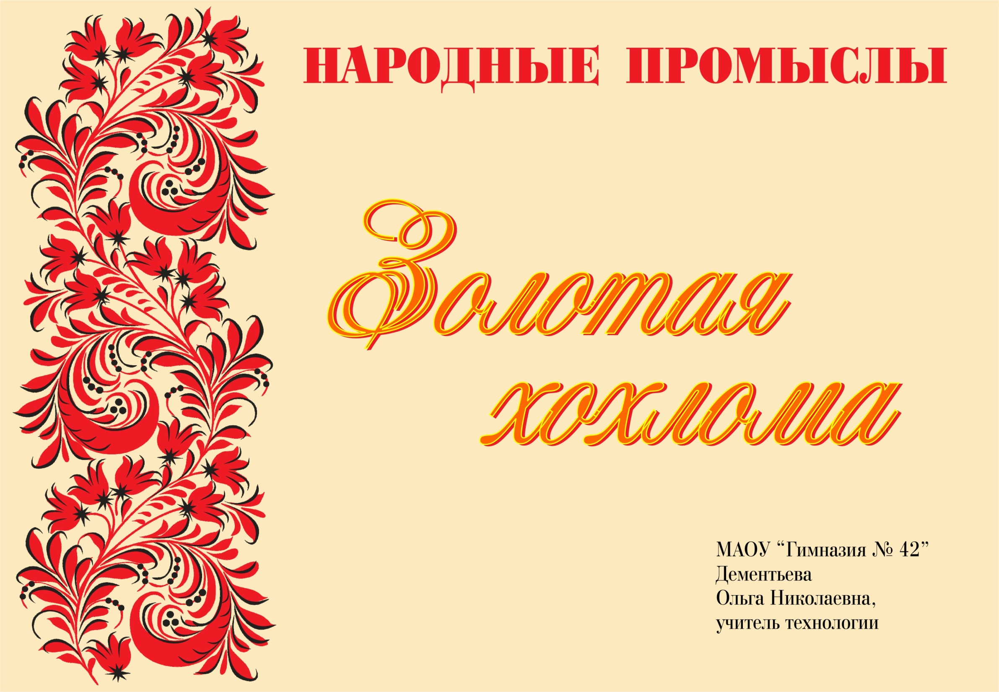 НАРОДНЫЕ ПРОМЫСЛЫ
Золотая
хохлома
МАОУ “Гимназия № 42”
Дементьева
Ольга Николаевна,
учитель технологии